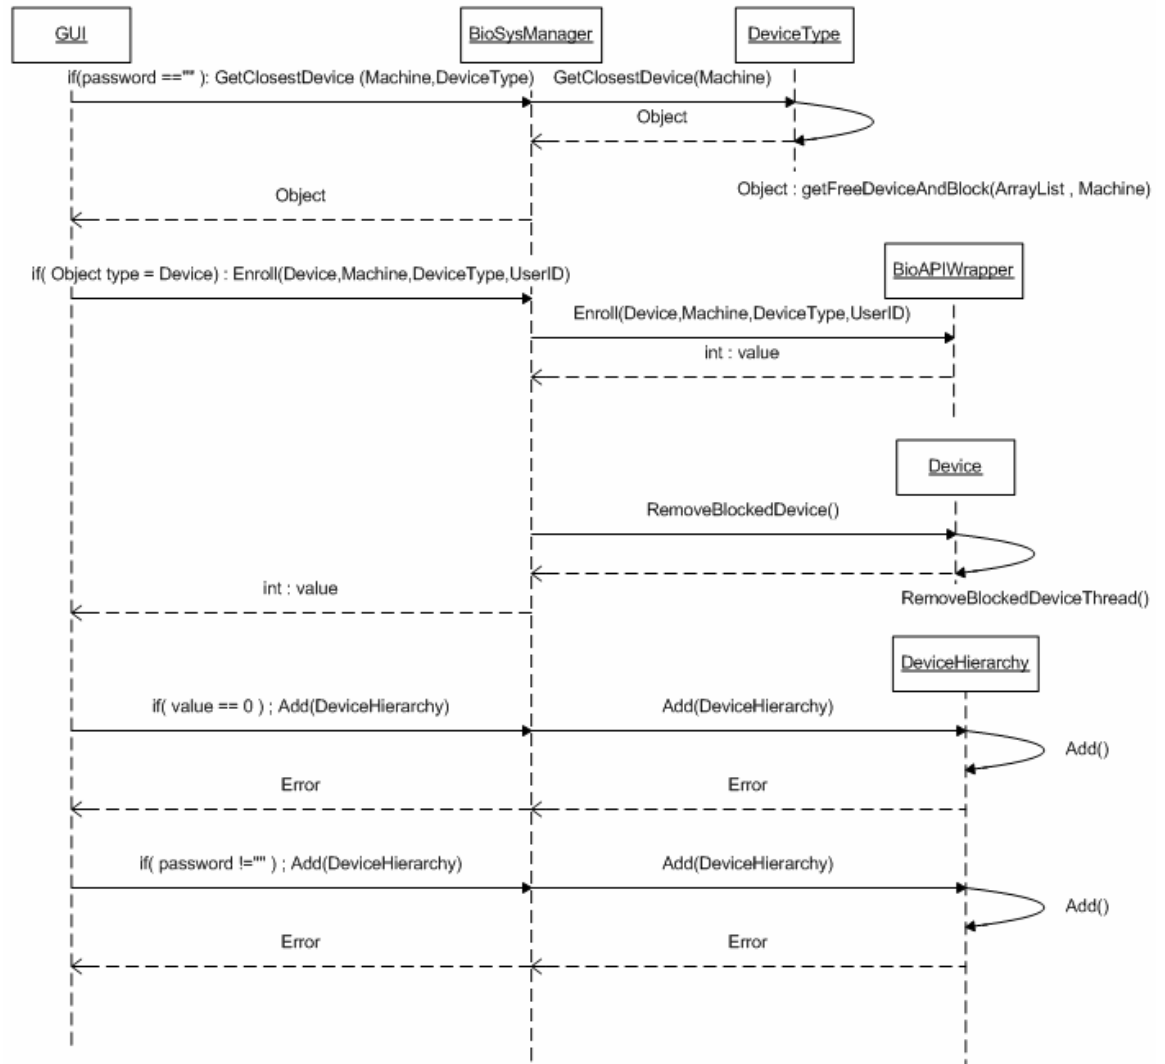 GUI
BioSysManager
DeviceType
if(password =="" ): GetClosestDevice (Machine,DeviceType)
GetClosestDevice(Machine)
Object
Object : getFreeDeviceAndBlock(ArrayList , Machine)
Object
if( Object type = Device) : Enroll(Device,Machine,DeviceType,UserID)
BioAPIWrapper
Enroll(Device,Machine,DeviceType,UserID)
int : value
Device
RemoveBlockedDevice()
int : value
RemoveBlockedDeviceThread()
DeviceHierarchy
if( value == 0 ) ; Add(DeviceHierarchy)
Add(DeviceHierarchy)
Add()
Error
Error
if( password !="" ) ; Add(DeviceHierarchy)
Add(DeviceHierarchy)
Add()
Error
Error